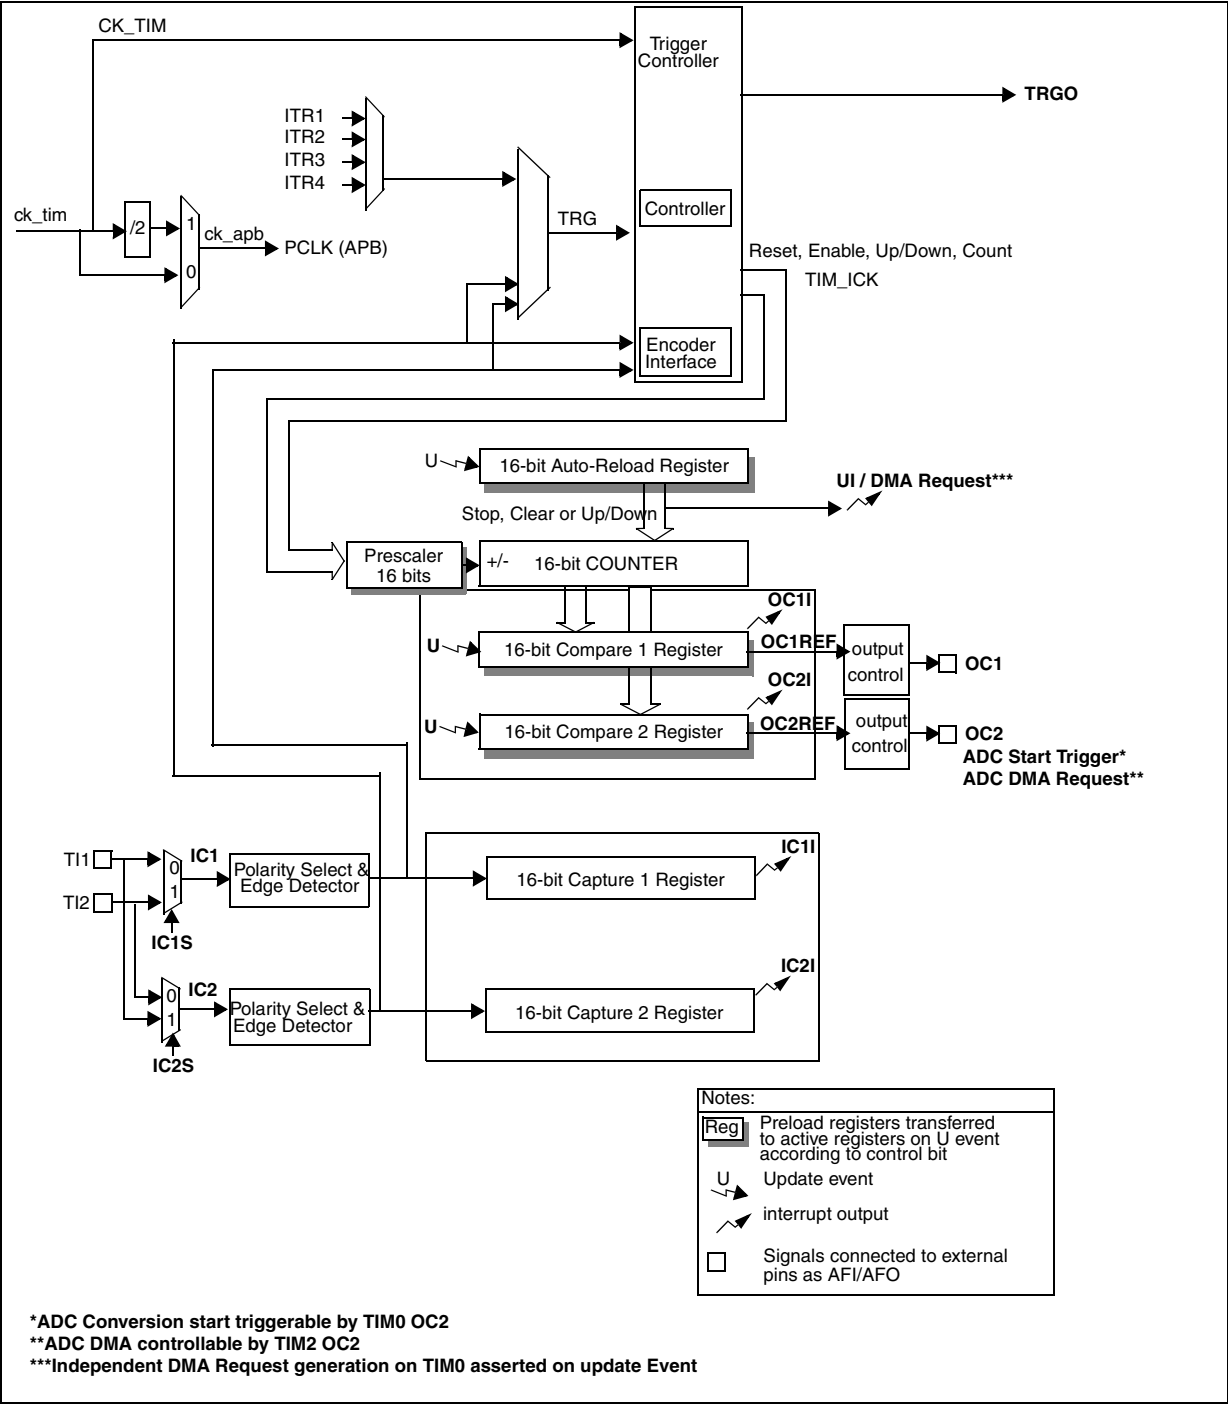 CK_TIM
Trigger
Controller
TRGO
ITR1
ITR2
ITR3
ITR4
ck_tim
/2
1
0
ck_apb
PCLK (APB)
TRG
Controller
Reset, Enable, Up/Down, Count
TIM_ICK
Encoder
Interface
U
16-bit Auto-Reload Register
UI / DMA Request***
Stop, Clear or Up/Down
Prescaler
16 bits
+/-
16-bit COUNTER
OC1I
U
16-bit Compare 1 Register
OC1REF
output
control
OC1
OC2I
U
16-bit Compare 2 Register
OC2REF
output
control
OC2
ADC Start Trigger*
ADC DMA Request**
TI1
TI2
0
1
IC1
IC1S
Polarity Select &
Edge Detector
16-bit Capture 1 Register
IC1I
0
1
IC2
IC2S
Polarity Select &
Edge Detector
16-bit Capture 2 Register
IC2I
Notes:
Reg
Preload registers transferred
to active registers on U event
according to control bit
U
Update event
interrupt output
Signals connected to external
pins as AFI/AFO
*ADC Conversion start triggerable by TIM0 OC2
**ADC DMA controllable by TIM2 OC2
***Independent DMA Request generation on TIM0 asserted on update Event